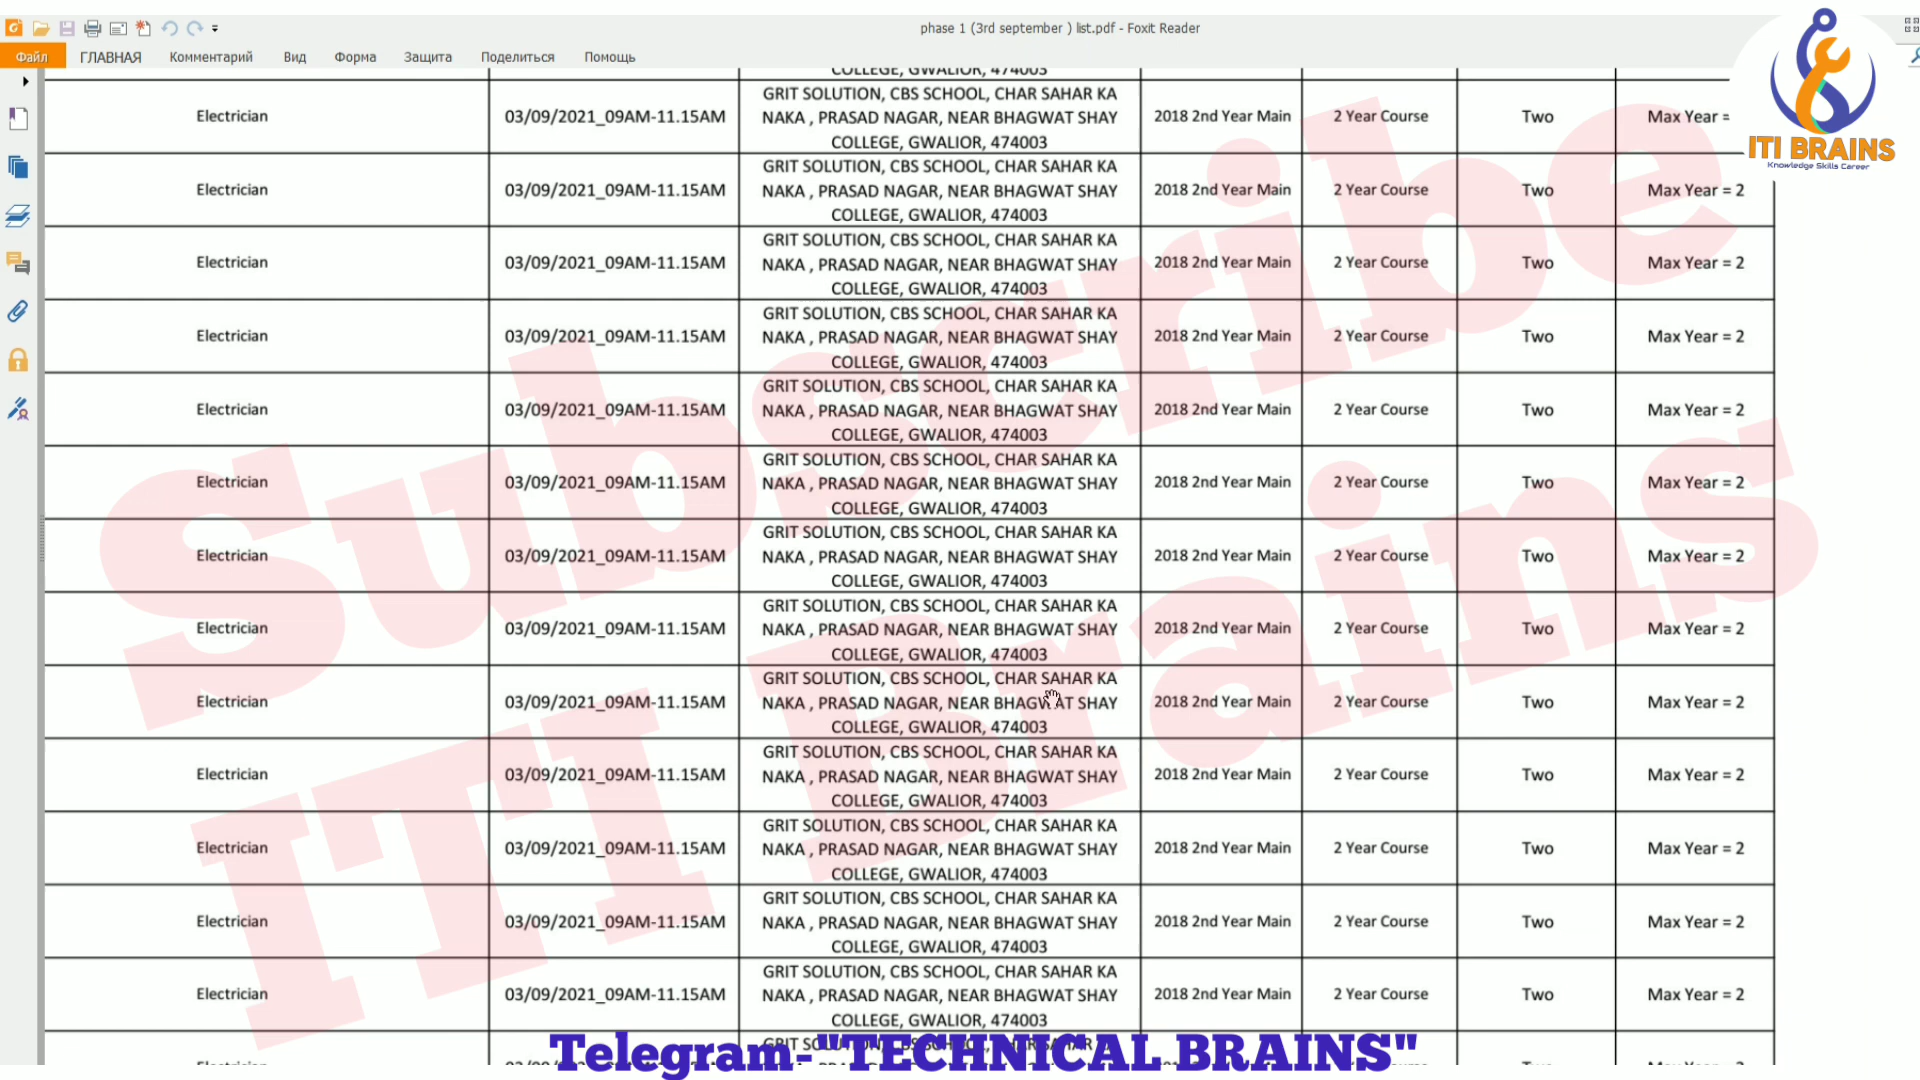 phase 1 (3rd september ) list.pdf - Foxit Reader
Файл ГЛАВНАЯ Комментарий Вид Форма Защита Поделиться Помощь
ITI BRAINS
Knowledge Skills Career
COLLEGE, GWALIOR, 474003
GRIT SOLUTION, CBS SCHOOL, CHAR SAHAR KA
Electrician 03/09/2021_09AM-11.15AM NAKA , PRASAD NAGAR, NEAR BHAGWAT SHAY 2018 2nd Year Main 2 Year Course Two Max Year =
COLLEGE, GWALIOR, 474003
GRIT SOLUTION, CBS SCHOOL, CHAR SAHAR KA
Electrician 03/09/2021_09AM-11.15AM NAKA , PRASAD NAGAR, NEAR BHAGWAT SHAY 2018 2nd Year Main 2 Year Course Two Max Year = 2
COLLEGE, GWALIOR, 474003
GRIT SOLUTION, CBS SCHOOL, CHAR SAHAR KA
Electrician 03/09/2021_09AM-11.15AM NAKA , PRASAD NAGAR, NEAR BHAGWAT SHAY 2018 2nd Year Main 2 Year Course Two Max Year = 2
COLLEGE, GWALIOR, 474003
GRIT SOLUTION, CBS SCHOOL, CHAR SAHAR KA
Electrician 03/09/2021_09AM-11.15AM NAKA , PRASAD NAGAR, NEAR BHAGWAT SHAY 2018 2nd Year Main 2 Year Course Two Max Year = 2
COLLEGE, GWALIOR, 474003
GRIT SOLUTION, CBS SCHOOL, CHAR SAHAR KA
Electrician 03/09/2021_09AM-11.15AM NAKA , PRASAD NAGAR, NEAR BHAGWAT SHAY 2018 2nd Year Main 2 Year Course Two Max Year = 2
COLLEGE, GWALIOR, 474003
GRIT SOLUTION, CBS SCHOOL, CHAR SAHAR KA
Electrician 03/09/2021_09AM-11.15AM NAKA , PRASAD NAGAR, NEAR BHAGWAT SHAY 2018 2nd Year Main 2 Year Course Two Max Year = 2
COLLEGE, GWALIOR, 474003
GRIT SOLUTION, CBS SCHOOL, CHAR SAHAR KA
Electrician 03/09/2021_09AM-11.15AM NAKA , PRASAD NAGAR, NEAR BHAGWAT SHAY 2018 2nd Year Main 2 Year Course Two Max Year = 2
COLLEGE, GWALIOR, 474003
GRIT SOLUTION, CBS SCHOOL, CHAR SAHAR KA
Electrician 03/09/2021_09AM-11.15AM NAKA , PRASAD NAGAR, NEAR BHAGWAT SHAY 2018 2nd Year Main 2 Year Course Two Max Year = 2
COLLEGE, GWALIOR, 474003
GRIT SOLUTION, CBS SCHOOL, CHAR SAHAR KA
Electrician 03/09/2021_09AM-11.15AM NAKA , PRASAD NAGAR, NEAR BHAGWAT SHAY 2018 2nd Year Main 2 Year Course Two Max Year = 2
COLLEGE, GWALIOR, 474003
GRIT SOLUTION, CBS SCHOOL, CHAR SAHAR KA
Electrician 03/09/2021_09AM-11.15AM NAKA , PRASAD NAGAR, NEAR BHAGWAT SHAY 2018 2nd Year Main 2 Year Course Two Max Year = 2
COLLEGE, GWALIOR, 474003
GRIT SOLUTION, CBS SCHOOL, CHAR SAHAR KA
Electrician 03/09/2021_09AM-11.15AM NAKA , PRASAD NAGAR, NEAR BHAGWAT SHAY 2018 2nd Year Main 2 Year Course Two Max Year = 2
COLLEGE, GWALIOR, 474003
GRIT SOLUTION, CBS SCHOOL, CHAR SAHAR KA
Electrician 03/09/2021_09AM-11.15AM NAKA , PRASAD NAGAR, NEAR BHAGWAT SHAY 2018 2nd Year Main 2 Year Course Two Max Year = 2
COLLEGE, GWALIOR, 474003
GRIT SOLUTION, CBS SCHOOL, CHAR SAHAR KA
Electrician 03/09/2021_09AM-11.15AM NAKA , PRASAD NAGAR, NEAR BHAGWAT SHAY 2018 2nd Year Main 2 Year Course Two Max Year = 2
COLLEGE, GWALIOR, 474003
Subscribe
ITI Brains
Telegram-"TECHNICAL BRAINS"